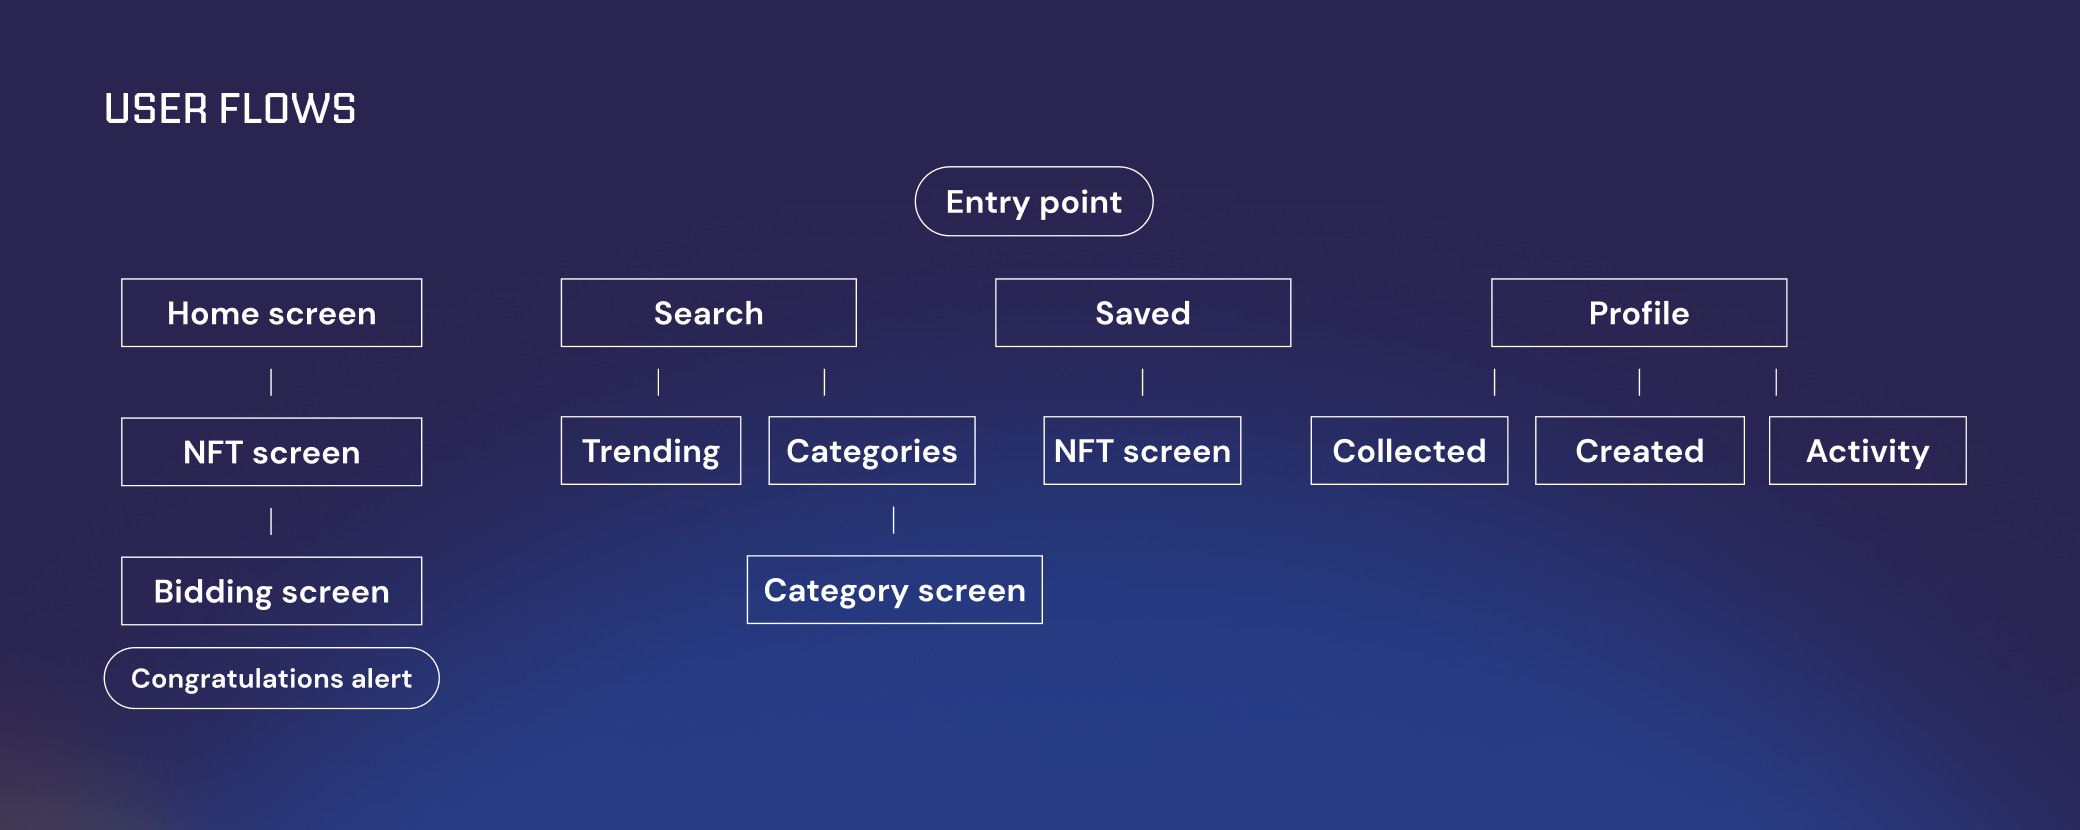 USER FLOWS
Entry point
Home screen
Search
Saved
Profile
NFT screen
Trending
Categories
NFT screen
Collected
Created
Activity
Bidding screen
Category screen
Congratulations alert